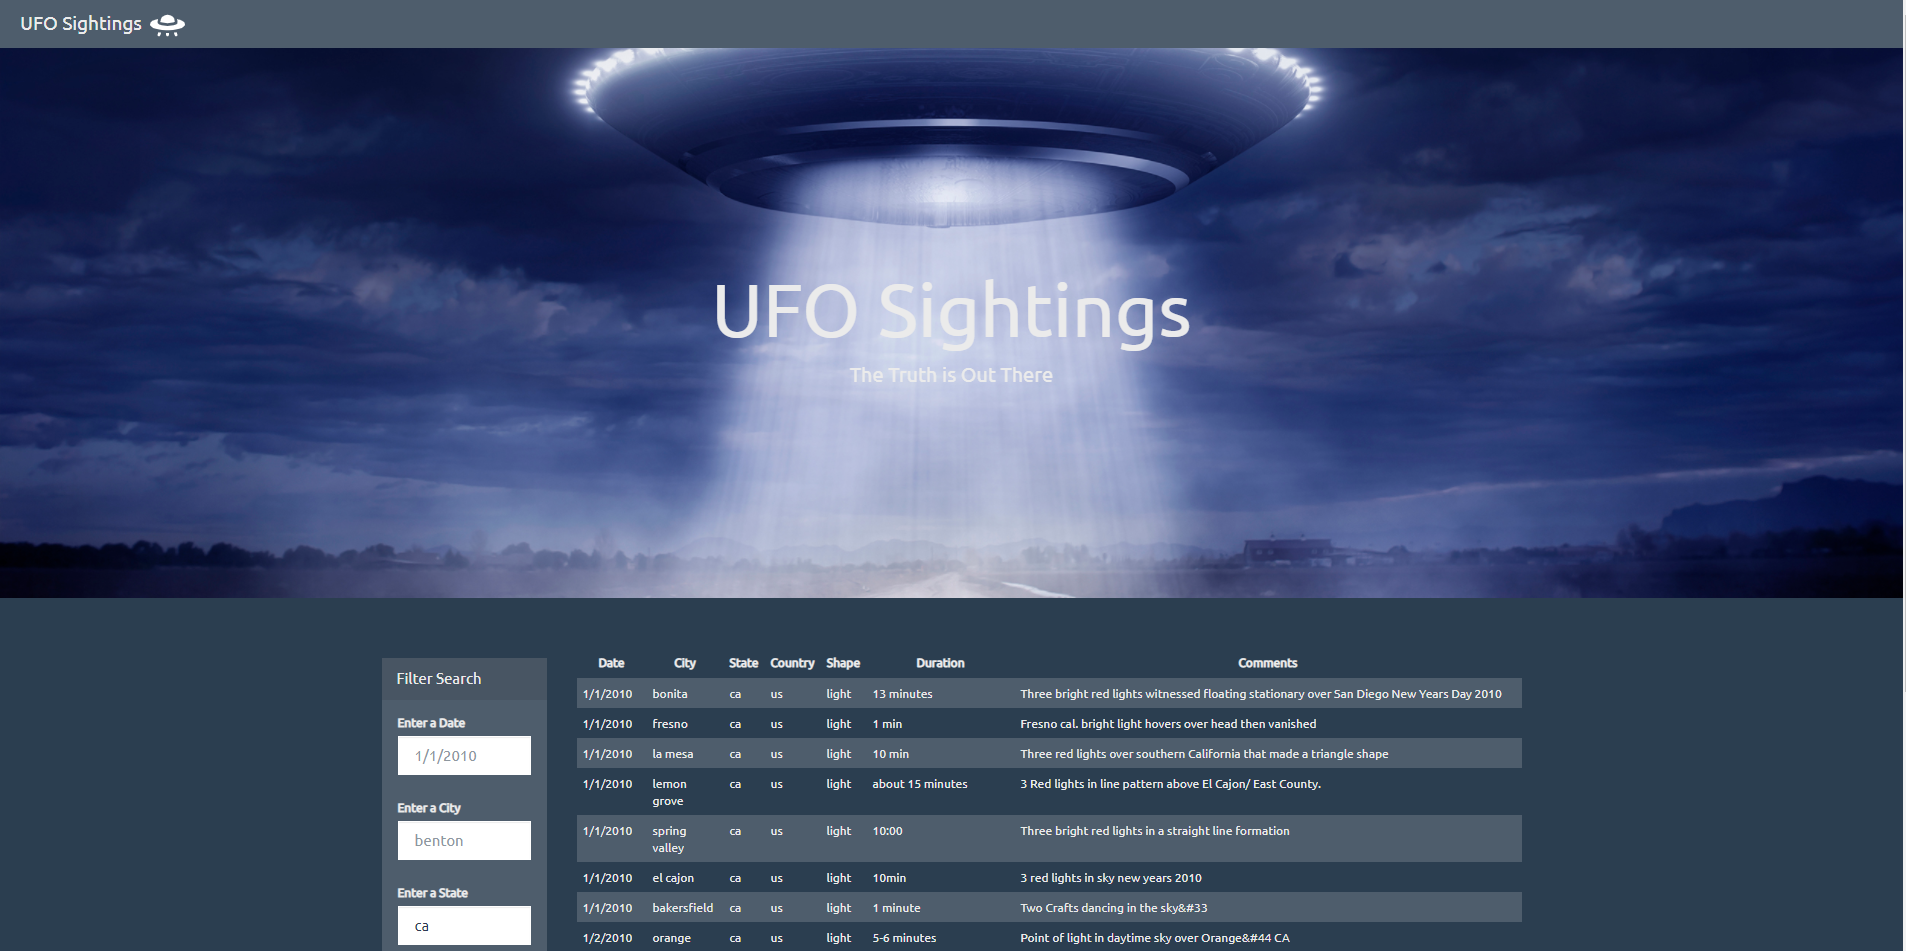 UFO Sightings
UFO Sightings
The Truth is Out There
Filter Search
Enter a Date
1/1/2010
Enter a City
benton
Enter a State
ca
Date City State Country Shape Duration Comments
1/1/2010 bonita ca us light 13 minutes Three bright red lights witnessed floating stationary over San Diego New Years Day 2010
1/1/2010 fresno ca us light 1 min Fresno cal. bright light hovers over head then vanished
1/1/2010 la mesa ca us light 10 min Three red lights over southern California that made a triangle shape
1/1/2010 lemon ca us light about 15 minutes 3 Red lights in line pattern above El Cajon/ East County.
grove
1/1/2010 spring ca us light 10:00 Three bright red lights in a straight line formation
valley
1/1/2010 el cajon ca us light 10min 3 red lights in sky new years 2010
1/1/2010 bakersfield ca us light 1 minute Two Crafts dancing in the sky&#33
1/2/2010 orange ca us light 5-6 minutes Point of light in daytime sky over Orange&#44 CA